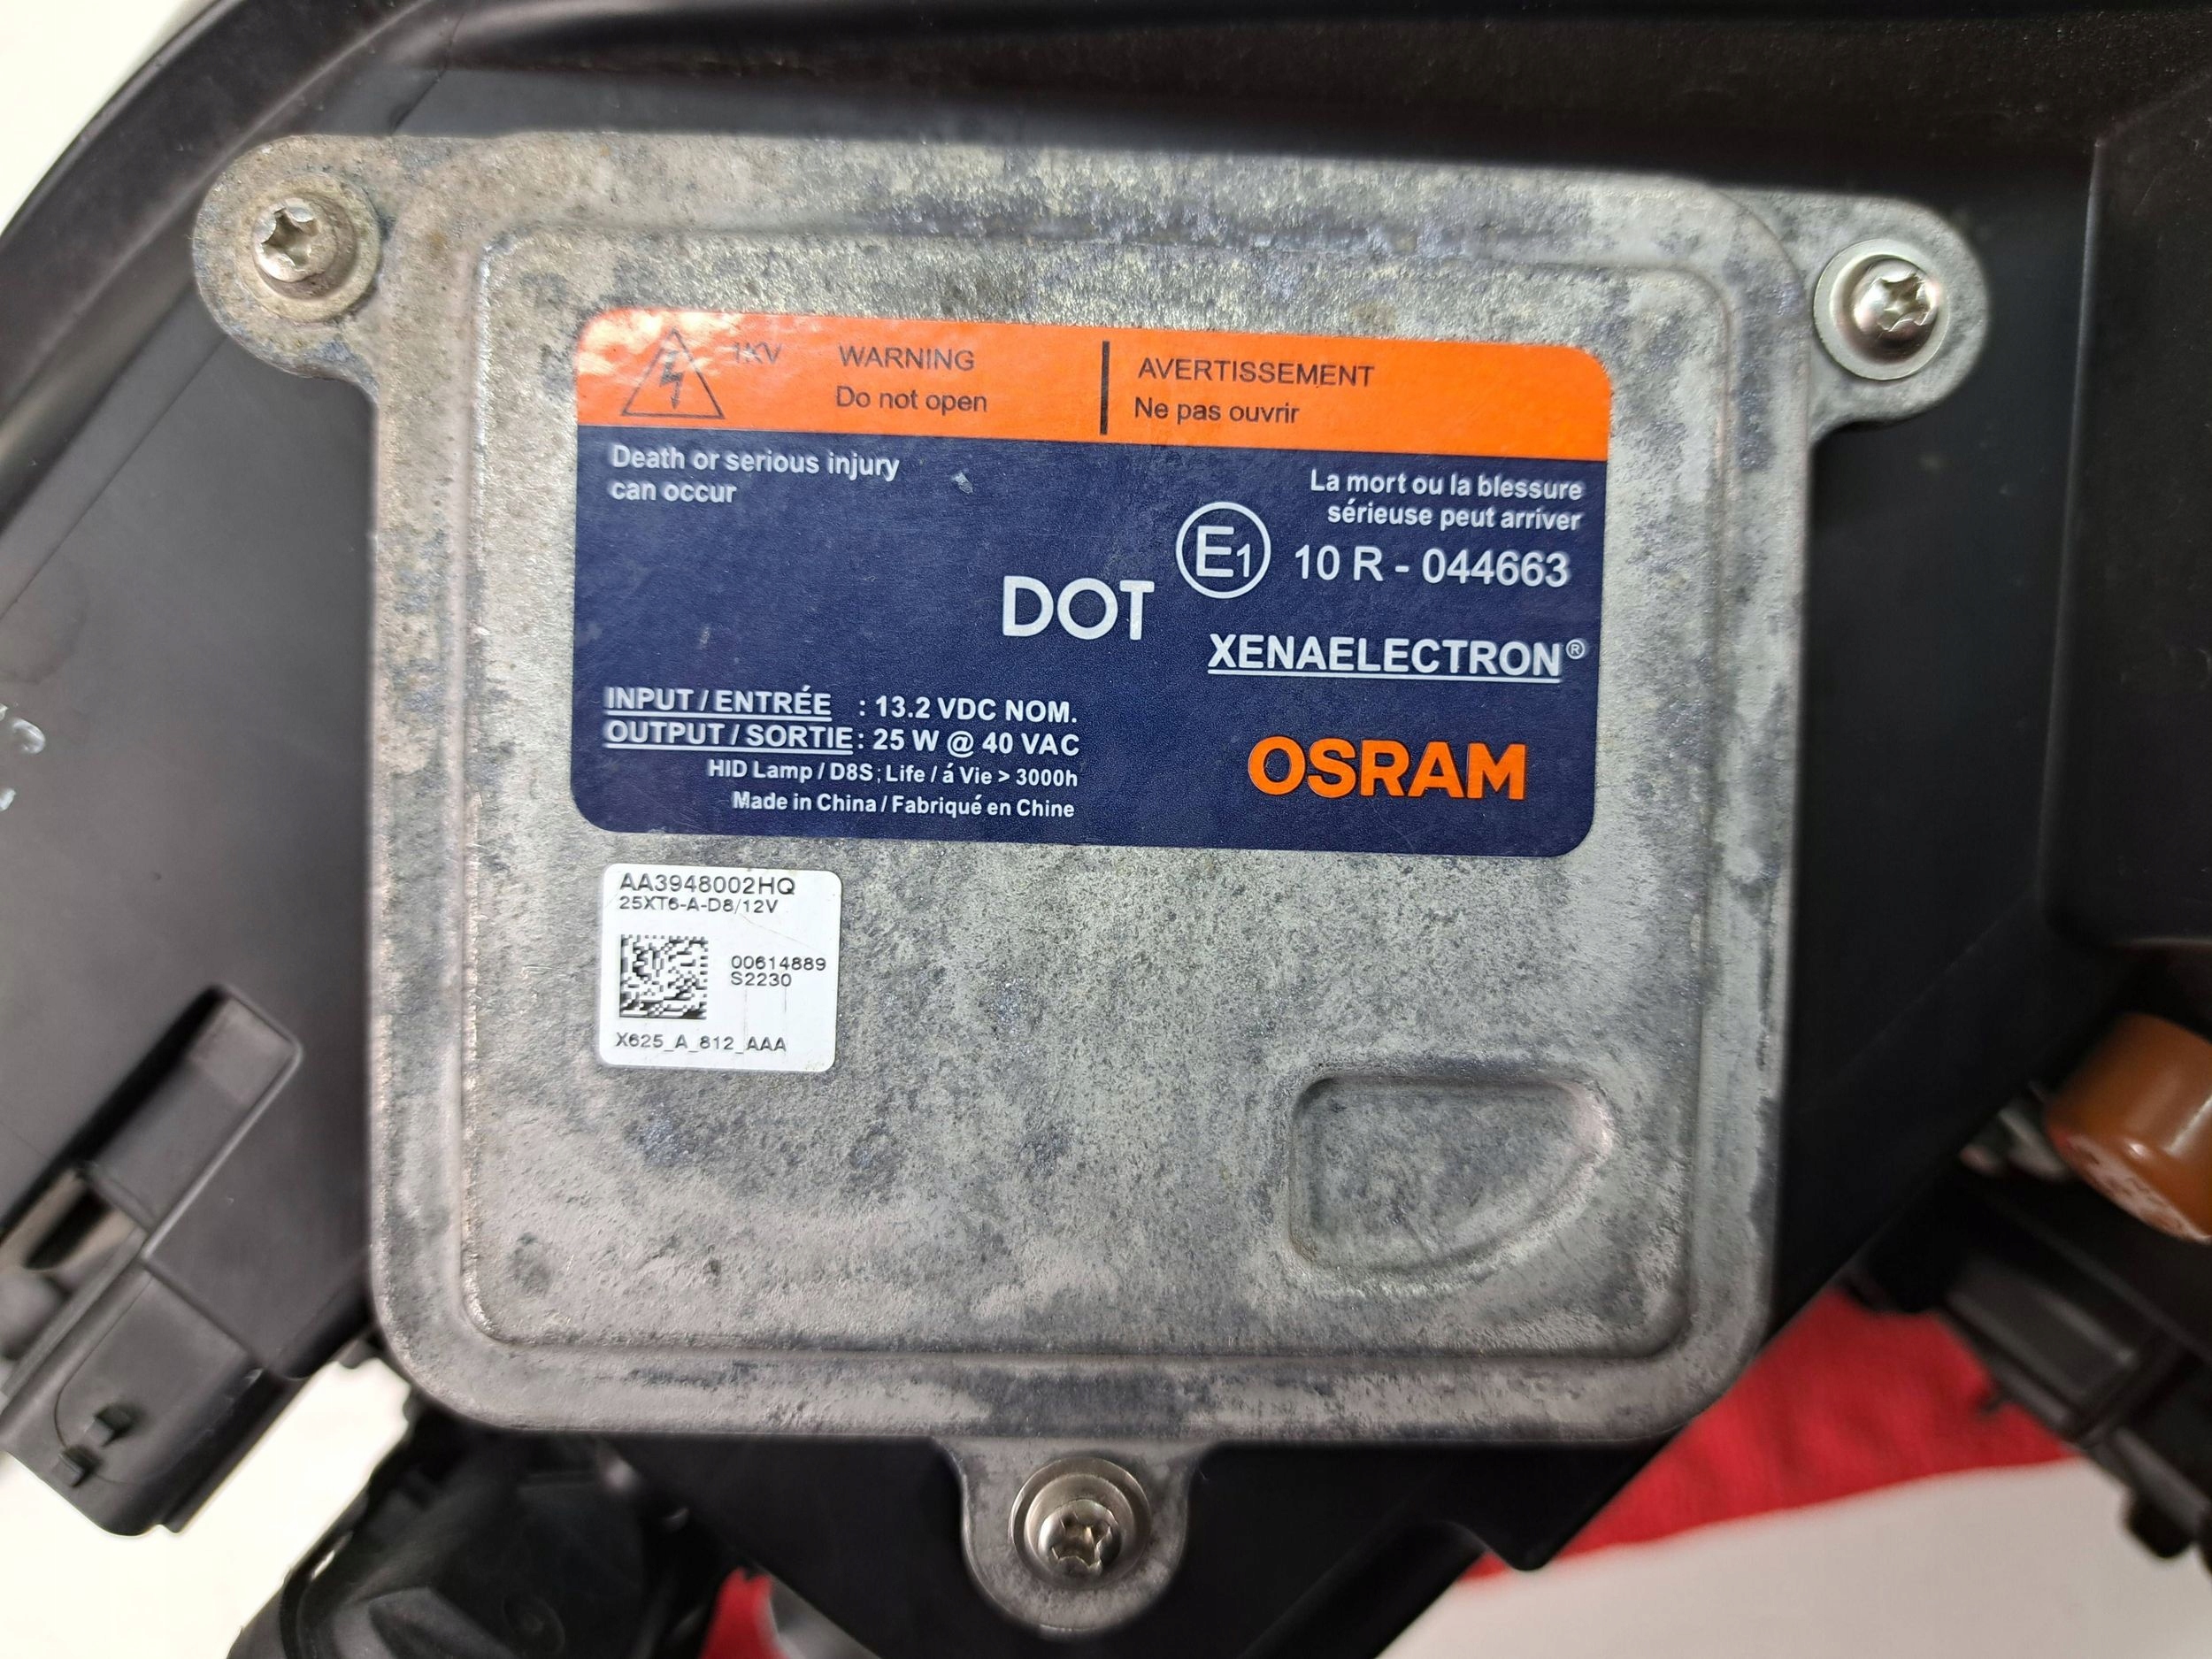 1KV
WARNING
Do not open
AVERTISSEMENT
Ne pas ouvrir
Death or serious injury
can occur
La mort ou la blessure
sérieuse peut arriver
E1 10 R - 044663
DOT
XENAELECTRON®
INPUT / ENTRÉE : 13.2 VDC NOM.
OUTPUT / SORTIE : 25 W @ 40 VAC
HID Lamp / D8S ; Life / á Vie > 3000h
Made in China / Fabriqué en Chine
OSRAM
AA3948002HQ
25XT6-A-D8/12V
00614889
S2230
X625_A_812_AAA